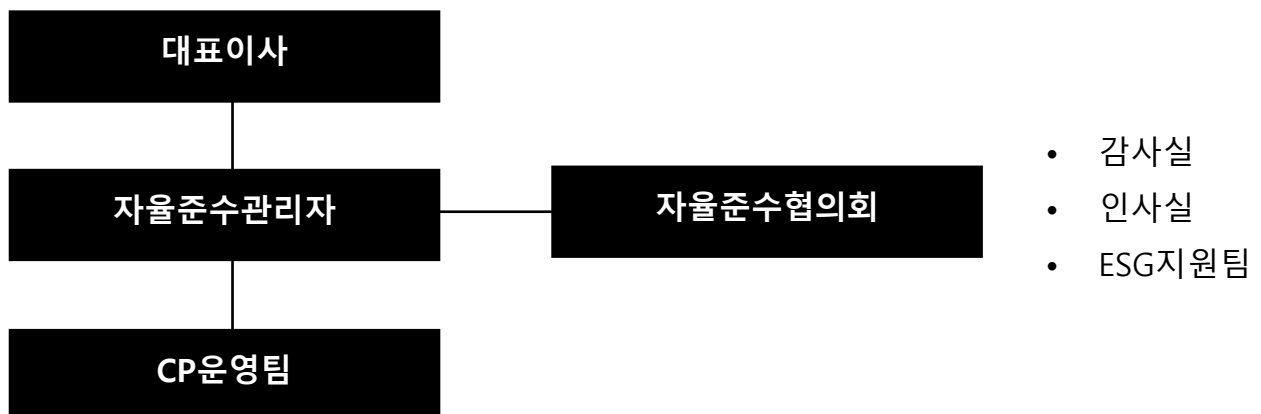 대표이사
자율준수관리자
자율준수협의회
• 감사실
• 인사실
• ESG지원팀
CP운영팀